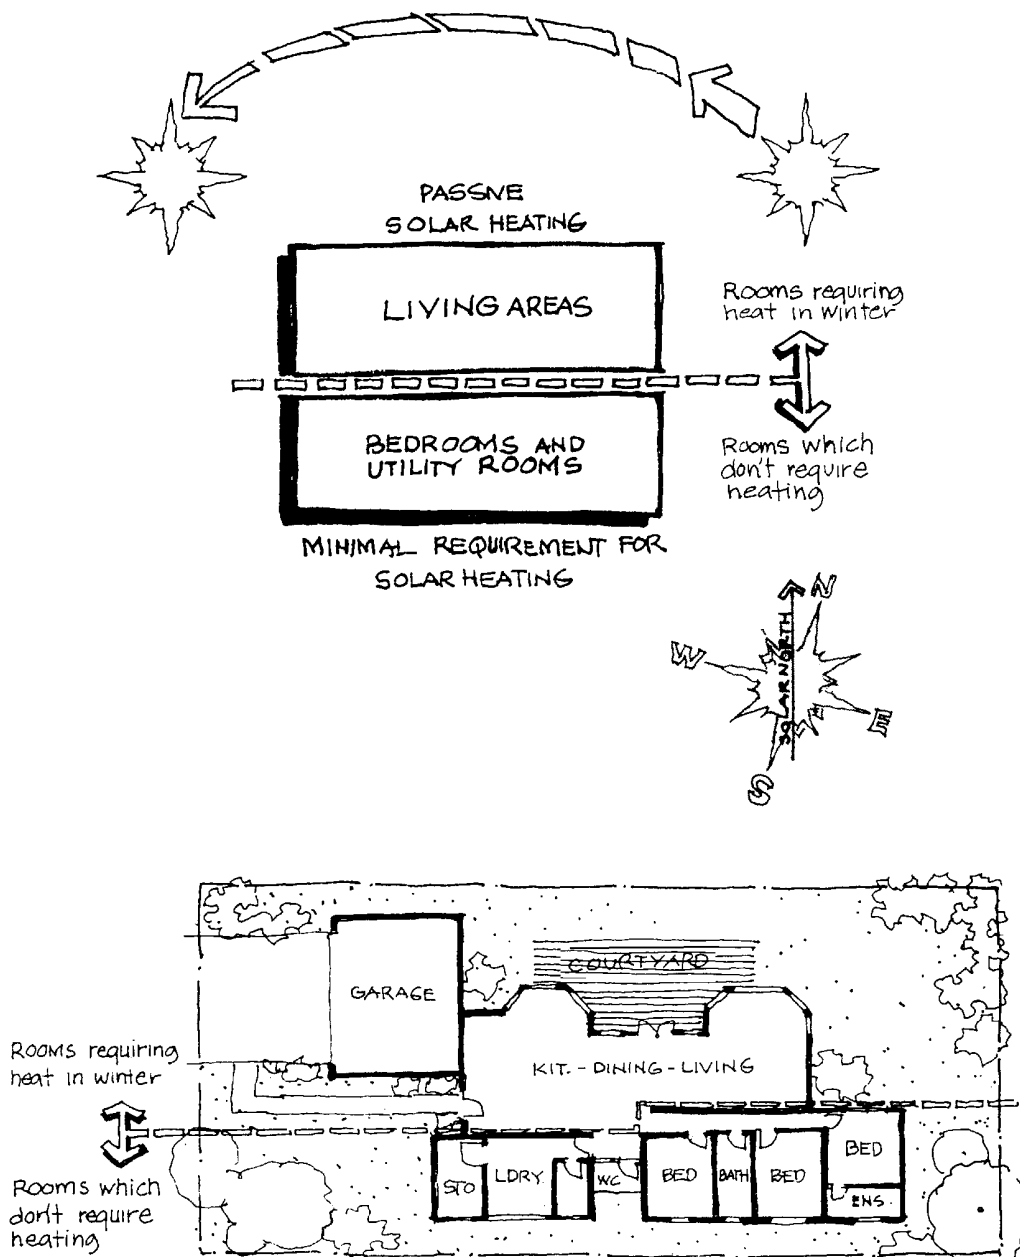 PASSIVE
SOLAR HEATING
LIVING AREAS
Rooms requiring
heat in winter
BEDROOMS AND
UTILITY ROOMS
Rooms which
don't require
heating
MINIMAL REQUIREMENT FOR
SOLAR HEATING
N
W
SOLAR NORTH
E
S
COURTYARD
GARAGE
Rooms requiring
heat in winter
KIT. - DINING - LIVING
BED
STO
LDRY
WC
BED
BATH
BED
ENS
Rooms which
don't require
heating